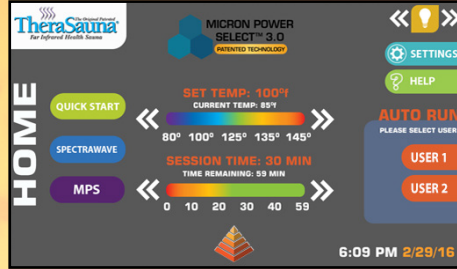 The Original Patented
TheraSauna®
Far Infrared Health Sauna
MICRON POWER
SELECT™ 3.0
PATENTED TECHNOLOGY
SETTINGS
HELP
HOME
QUICK START
SPECTRAWAVE
MPS
SET TEMP: 100°f
CURRENT TEMP: 85°f
80° 100° 125° 135° 145°
SESSION TIME: 30 MIN
TIME REMAINING: 59 MIN
0 10 20 30 40 59
AUTO RUN
PLEASE SELECT USER
USER 1
USER 2
6:09 PM 2/29/16